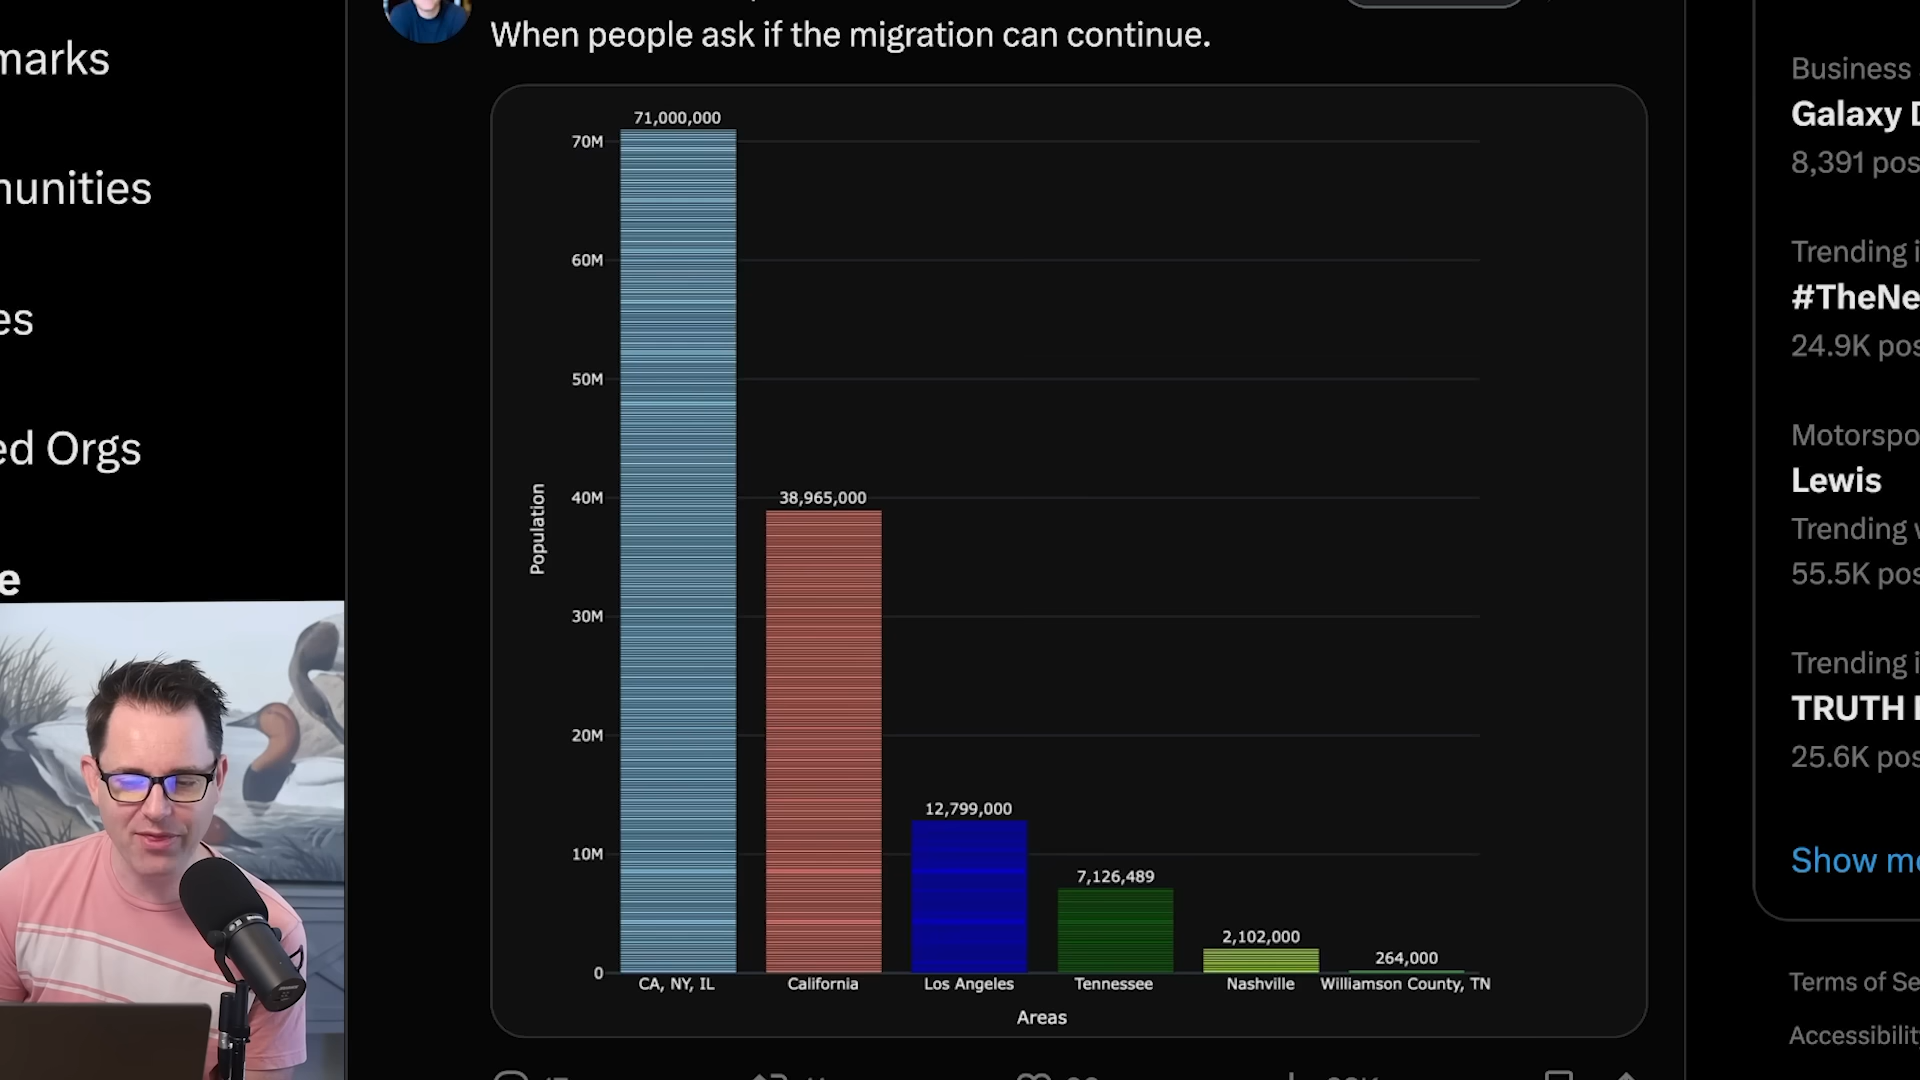 marks
munities
es
ed Orgs
e
When people ask if the migration can continue.
71,000,000
70M
60M
50M
40M
30M
20M
10M
0
Population
38,965,000
12,799,000
7,126,489
2,102,000
264,000
CA, NY, IL
California
Los Angeles
Tennessee
Nashville
Williamson County, TN
Areas
Business
Galaxy
8,391 pos
Trending i
#TheNe
24.9K pos
Motorspo
Lewis
Trending
55.5K pos
Trending i
TRUTH
25.6K pos
Show mo
Terms of Se
Accessibilit